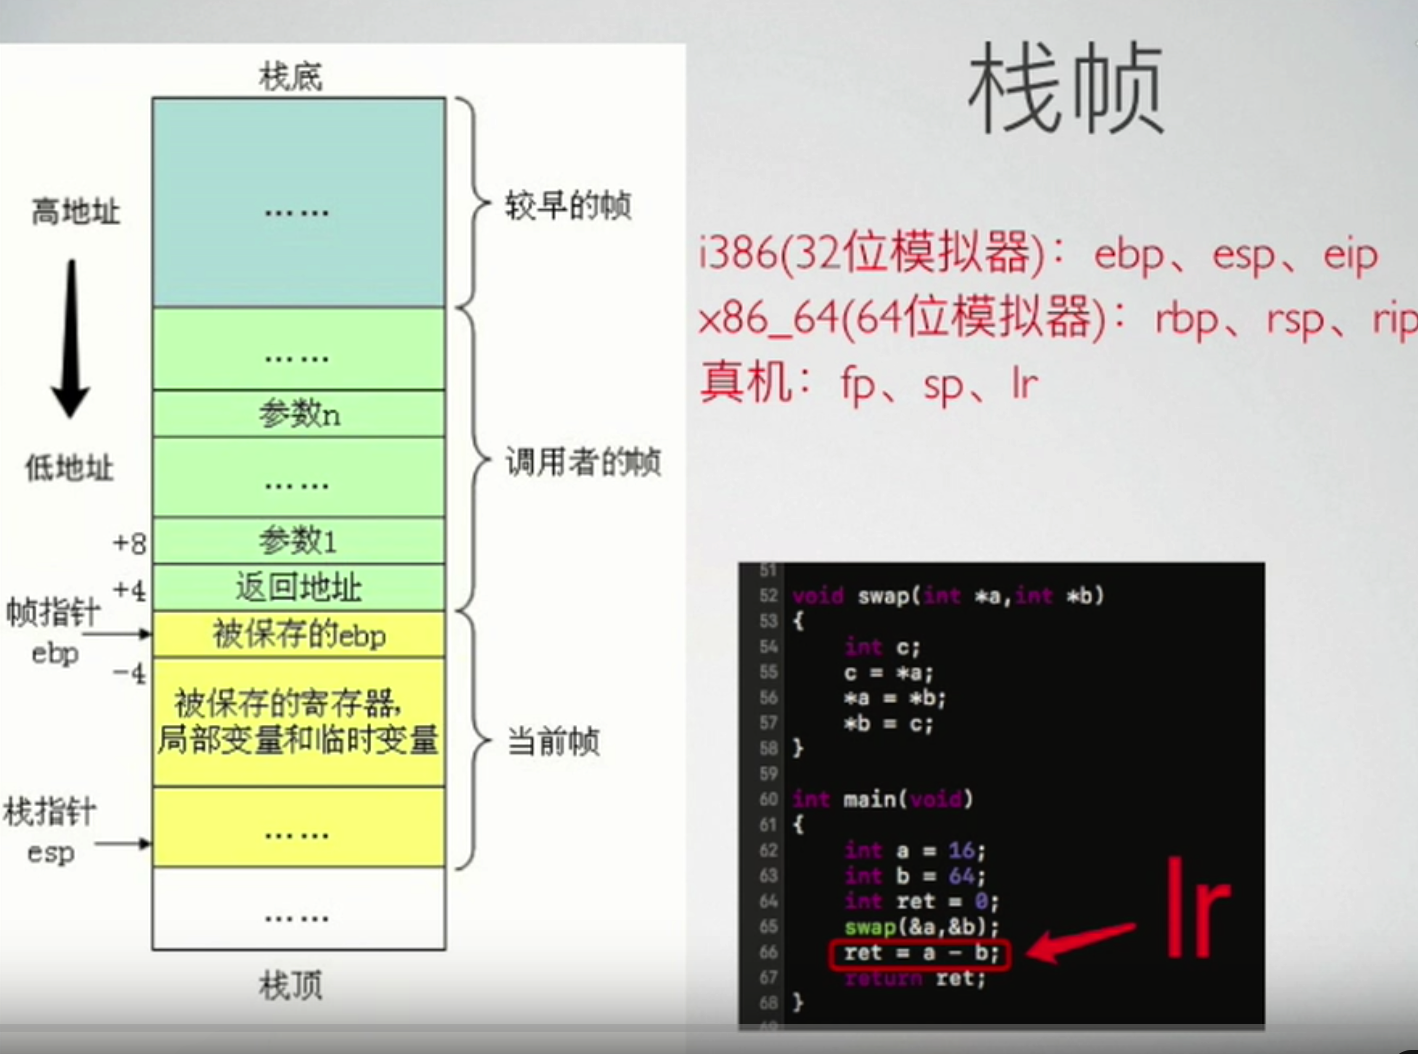 栈帧
栈底
……
较早的帧
高地址
低地址
……
参数n
……
调用者的帧
+8
参数1
+4
返回地址
帧指针
ebp
被保存的ebp
-4
被保存的寄存器,
局部变量和临时变量
当前帧
栈指针
esp
……
……
栈顶
i386(32位模拟器)：ebp、esp、eip
x86_64(64位模拟器)：rbp、rsp、rip
真机：fp、sp、lr
51
52 void swap(int *a,int *b)
53 {
54 int c;
55 c = *a;
56 *a = *b;
57 *b = c;
58 }
59
60 int main(void)
61 {
62 int a = 16;
63 int b = 64;
64 int ret = 0;
65 swap(&a,&b);
66 ret = a - b;
67 return ret;
68 }
lr